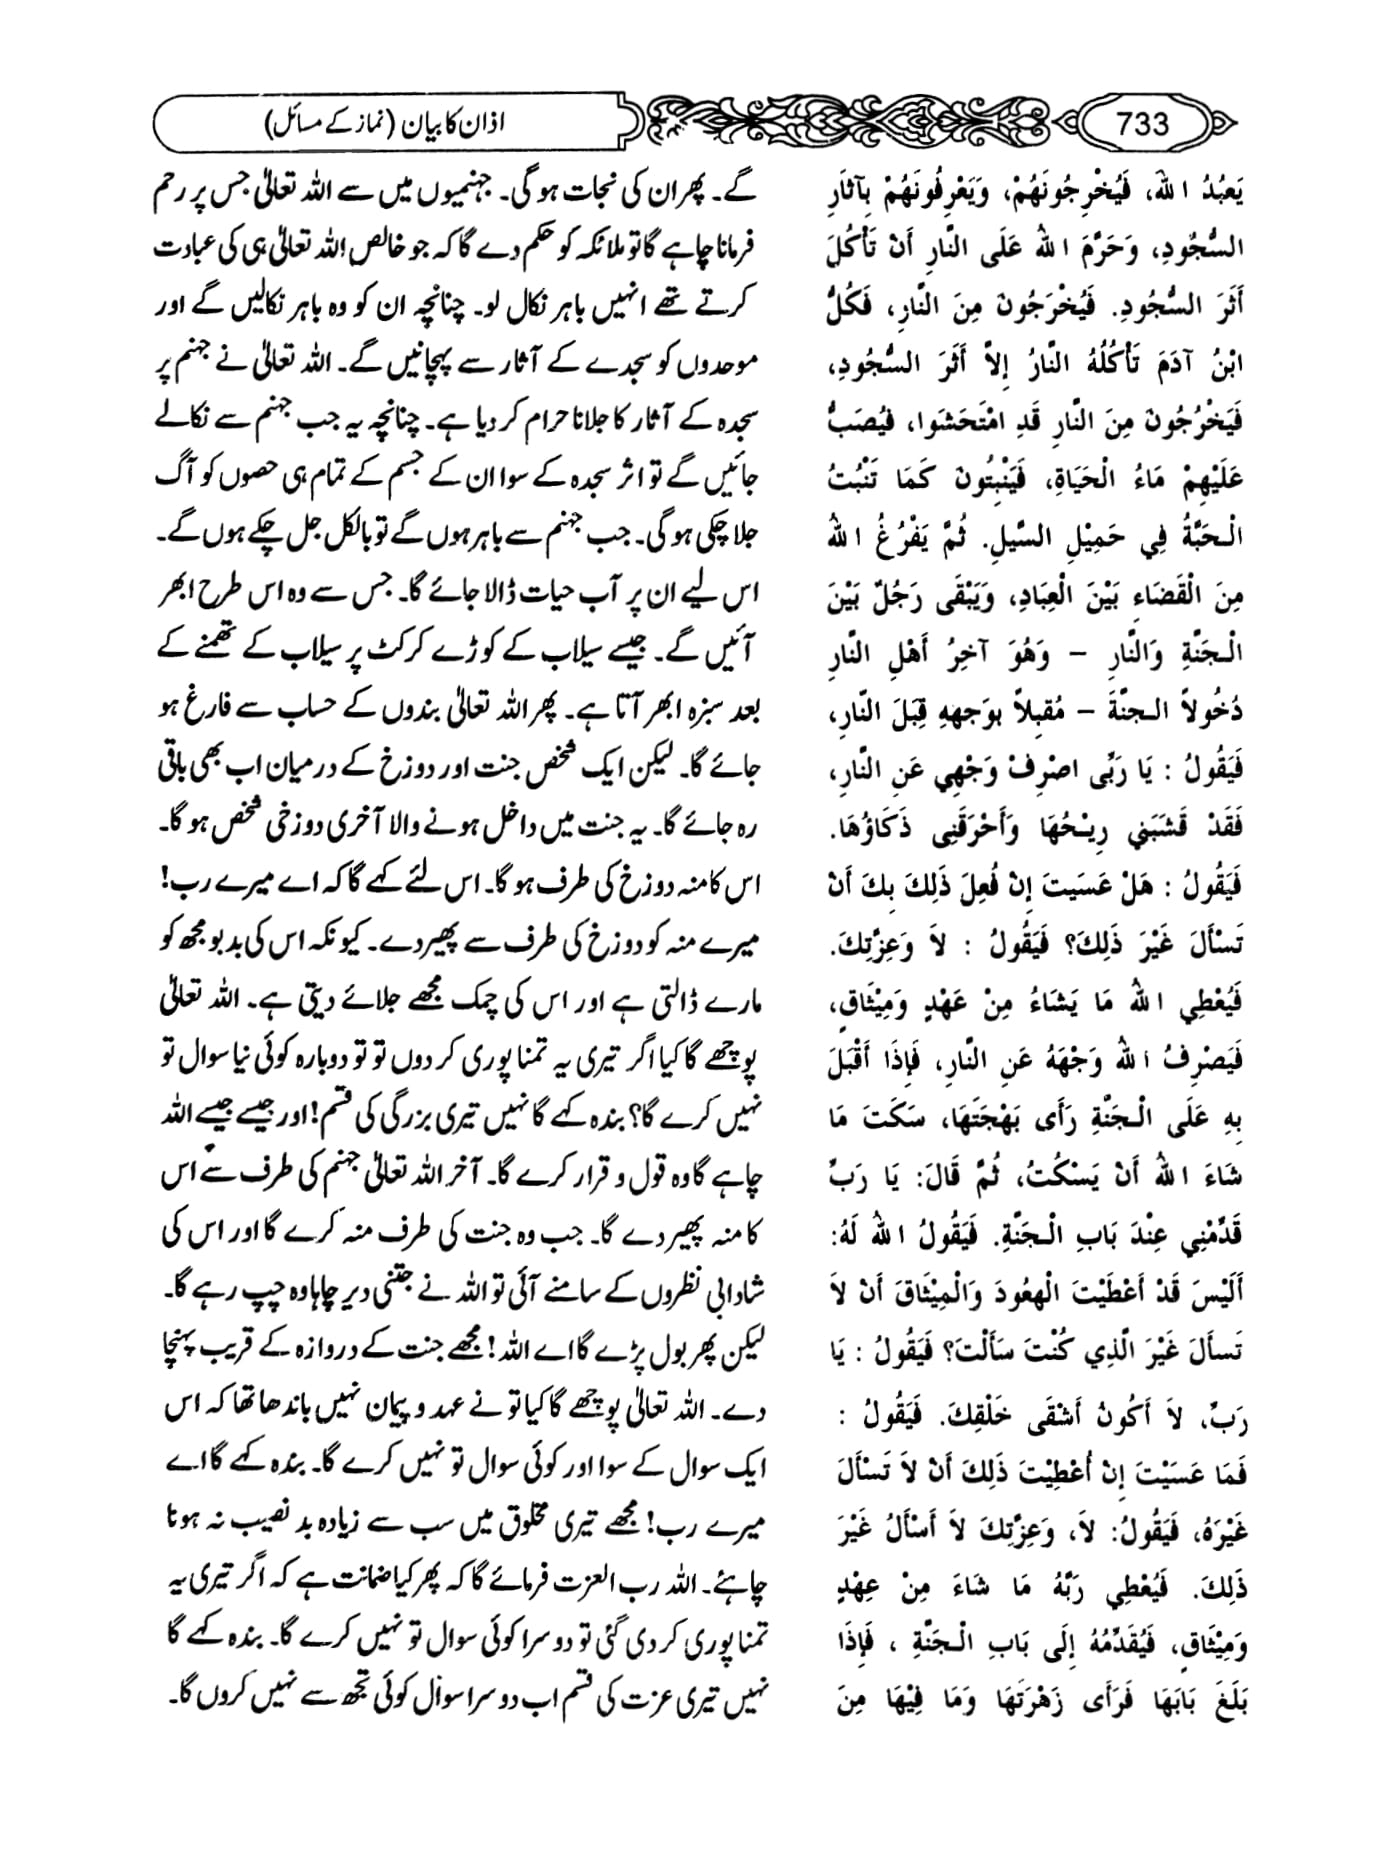 733
اذان کا بیان (نماز کے مسائل)
يَعْبُدُ اللهَ، فَيُخْرِجُونَهُمْ، وَيَعْرِفُونَهُمْ بِآثَارِ
السُّجُودِ، وَحَرَّمَ اللهُ عَلَى النَّارِ أَنْ تَأْكُلَ
أَثَرَ السُّجُودِ. فَيُخْرَجُونَ مِنَ النَّارِ، فَكُلُّ
ابْنُ آدَمَ تَأْكُلُهُ النَّارُ إِلاَّ أَثَرَ السُّجُودِ،
فَيَخْرُجُونَ مِنَ النَّارِ قَدِ امْتَحَشُوا، فَيُصَبُّ
عَلَيْهِمْ مَاءُ الْحَيَاةِ، فَيَنْبِتُونَ كَمَا تَنْبُتُ
الْحَبَّةُ فِي حَمِيْلِ السَّيلِ. ثُمَّ يَفْرُغُ اللهُ
مِنَ الْقَضَاءِ بَيْنَ الْعِبَادِ، وَيَبْقَى رَجُلٌ بَيْنَ
الْجَنَّةِ وَالنَّارِ – وَهُوَ آخِرُ أَهْلِ النَّارِ
دُخُولاً الجنَّةَ – مُقبِلاً بوَجههِ قِبَلَ النَّارِ،
فَيَقُولُ : يَا رَبِّى اصْرِفْ وَجْهِي عَنِ النَّارِ،
فَقَدْ قَشَبَنِي رِيْحُهَا وَأَحْرَقَنِى ذَكَاؤُهَا.
فَيَقُولُ : هَلْ عَسَيتَ إِنْ فُعِلَ ذَلِكَ بِكَ أَنْ
تَسْأَلَ غَيْرَ ذَلِكَ؟ فَيَقُولُ : لاَ وَعِزَّتِكَ.
فَيُعْطِي اللهُ مَا يَشَاءُ مِنْ عَهْدٍ وَمِيْثَاقٍ،
فَيَصْرِفُ اللهُ وَجْهَهُ عَنِ النَّارِ، فَإِذَا أَقْبَلَ
بِهِ عَلَى الْجَنَّةِ رَأَى بَهْجَتَهَا، سَكَتَ مَا
شَاءَ اللهُ أَنْ يَسْكُتُ، ثُمَّ قَالَ: يَا رَبِّ
قَدِّمْنِي عِنْدَ بَابِ الْجَنَّةِ. فَيَقُولُ اللهُ لَهُ:
أَلَيْسَ قَدْ أَعْطَيْتَ الْعُهُودَ وَالْمِيْثَاقَ أَنْ لاَ
تَسأَلَ غَيْرَ الَّذِي كُنْتَ سَأَلْتَ؟ فَيَقُولُ : يَا
رَبِّ، لاَ أَكُونُ أَشْقَى خَلْقِكَ. فَيَقُولُ :
فَمَا عَسَيْتَ إِنْ أُعْطِيْتَ ذَلِكَ أَنْ لاَ تَسْأَلَ
غَيْرَهُ، فَيَقُولُ: لاَ، وَعِزَّتِكَ لاَ أَسْأَلُ غَيْرَ
ذَلِكَ. فَيُعْطِي رَبَّهُ مَا شَاءَ مِنْ عِهْدٍ
وَمِيْثَاقٍ، فَيُقَدِّمُهُ إِلَى بَابِ الْجَنَّةِ ، فَإِذَا
بَلَغَ بَابَهَا فَرَأَى زَهْرَتَهَا وَمَا فِيْهَا مِنَ
گے۔ پھر ان کی نجات ہو گی۔ جہنمیوں میں سے اللہ تعالیٰ جس پر رحم
فرمانا چاہے گا تو ملائکہ کو حکم دے گا کہ جو خالص اللہ تعالیٰ ہی کی عبادت
کرتے تھے انہیں باہر نکال لو۔ چنانچہ ان کو وہ باہر نکالیں گے اور
موحدوں کو سجدے کے آثار سے پہچانیں گے۔ اللہ تعالیٰ نے جہنم پر
سجدہ کے آثار کا جلانا حرام کر دیا ہے۔ چنانچہ یہ جب جہنم سے نکالے
جائیں گے تو اثر سجدہ کے سوا ان کے جسم کے تمام ہی حصوں کو آگ
جلا چکی ہو گی۔ جب جہنم سے باہر ہوں گے تو بالکل جل چکے ہوں گے۔
اس لیے ان پر آب حیات ڈالا جائے گا۔ جس سے وہ اس طرح ابھر
آئیں گے۔ جیسے سیلاب کے کوڑے کرکٹ پر سیلاب کے تھمنے کے
بعد سبزہ ابھر آتا ہے۔ پھر اللہ تعالیٰ بندوں کے حساب سے فارغ ہو
جائے گا۔ لیکن ایک شخص جنت اور دوزخ کے درمیان اب بھی باقی
رہ جائے گا۔ یہ جنت میں داخل ہونے والا آخری دوزخی شخص ہو گا۔
اس کا منہ دوزخ کی طرف ہو گا۔ اس لئے کہے گا کہ اے میرے رب!
میرے منہ کو دوزخ کی طرف سے پھیر دے۔ کیونکہ اس کی بدبو مجھ کو
مارے ڈالتی ہے اور اس کی چمک مجھے جلائے دیتی ہے۔ اللہ تعالیٰ
پوچھے گا کیا اگر تیری یہ تمنا پوری کر دوں تو تو دوبارہ کوئی نیا سوال تو
نہیں کرے گا؟ بندہ کہے گا نہیں تیری بزرگی کی قسم! اور جیسے جیسے اللہ
چاہے گا وہ قول و قرار کرے گا۔ آخر اللہ تعالیٰ جہنم کی طرف سے اس
کا منہ پھیر دے گا۔ جب وہ جنت کی طرف منہ کرے گا اور اس کی
شادابی نظروں کے سامنے آئی تو اللہ نے جتنی دیر چاہا وہ چپ رہے گا۔
لیکن پھر بول پڑے گا اے اللہ! مجھے جنت کے دروازہ کے قریب پہنچا
دے۔ اللہ تعالیٰ پوچھے گا کیا تو نے عہد و پیمان نہیں باندھا تھا کہ اس
ایک سوال کے سوا اور کوئی سوال تو نہیں کرے گا۔ بندہ کہے گا اے
میرے رب! مجھے تیری مخلوق میں سب سے زیادہ بد نصیب نہ ہونا
چاہئے۔ اللہ رب العزت فرمائے گا کہ پھر کیا ضمانت ہے کہ اگر تیری یہ
تمنا پوری کر دی گئی تو دوسرا کوئی سوال تو نہیں کرے گا۔ بندہ کہے گا
نہیں تیری عزت کی قسم اب دوسرا سوال کوئی تجھ سے نہیں کروں گا۔